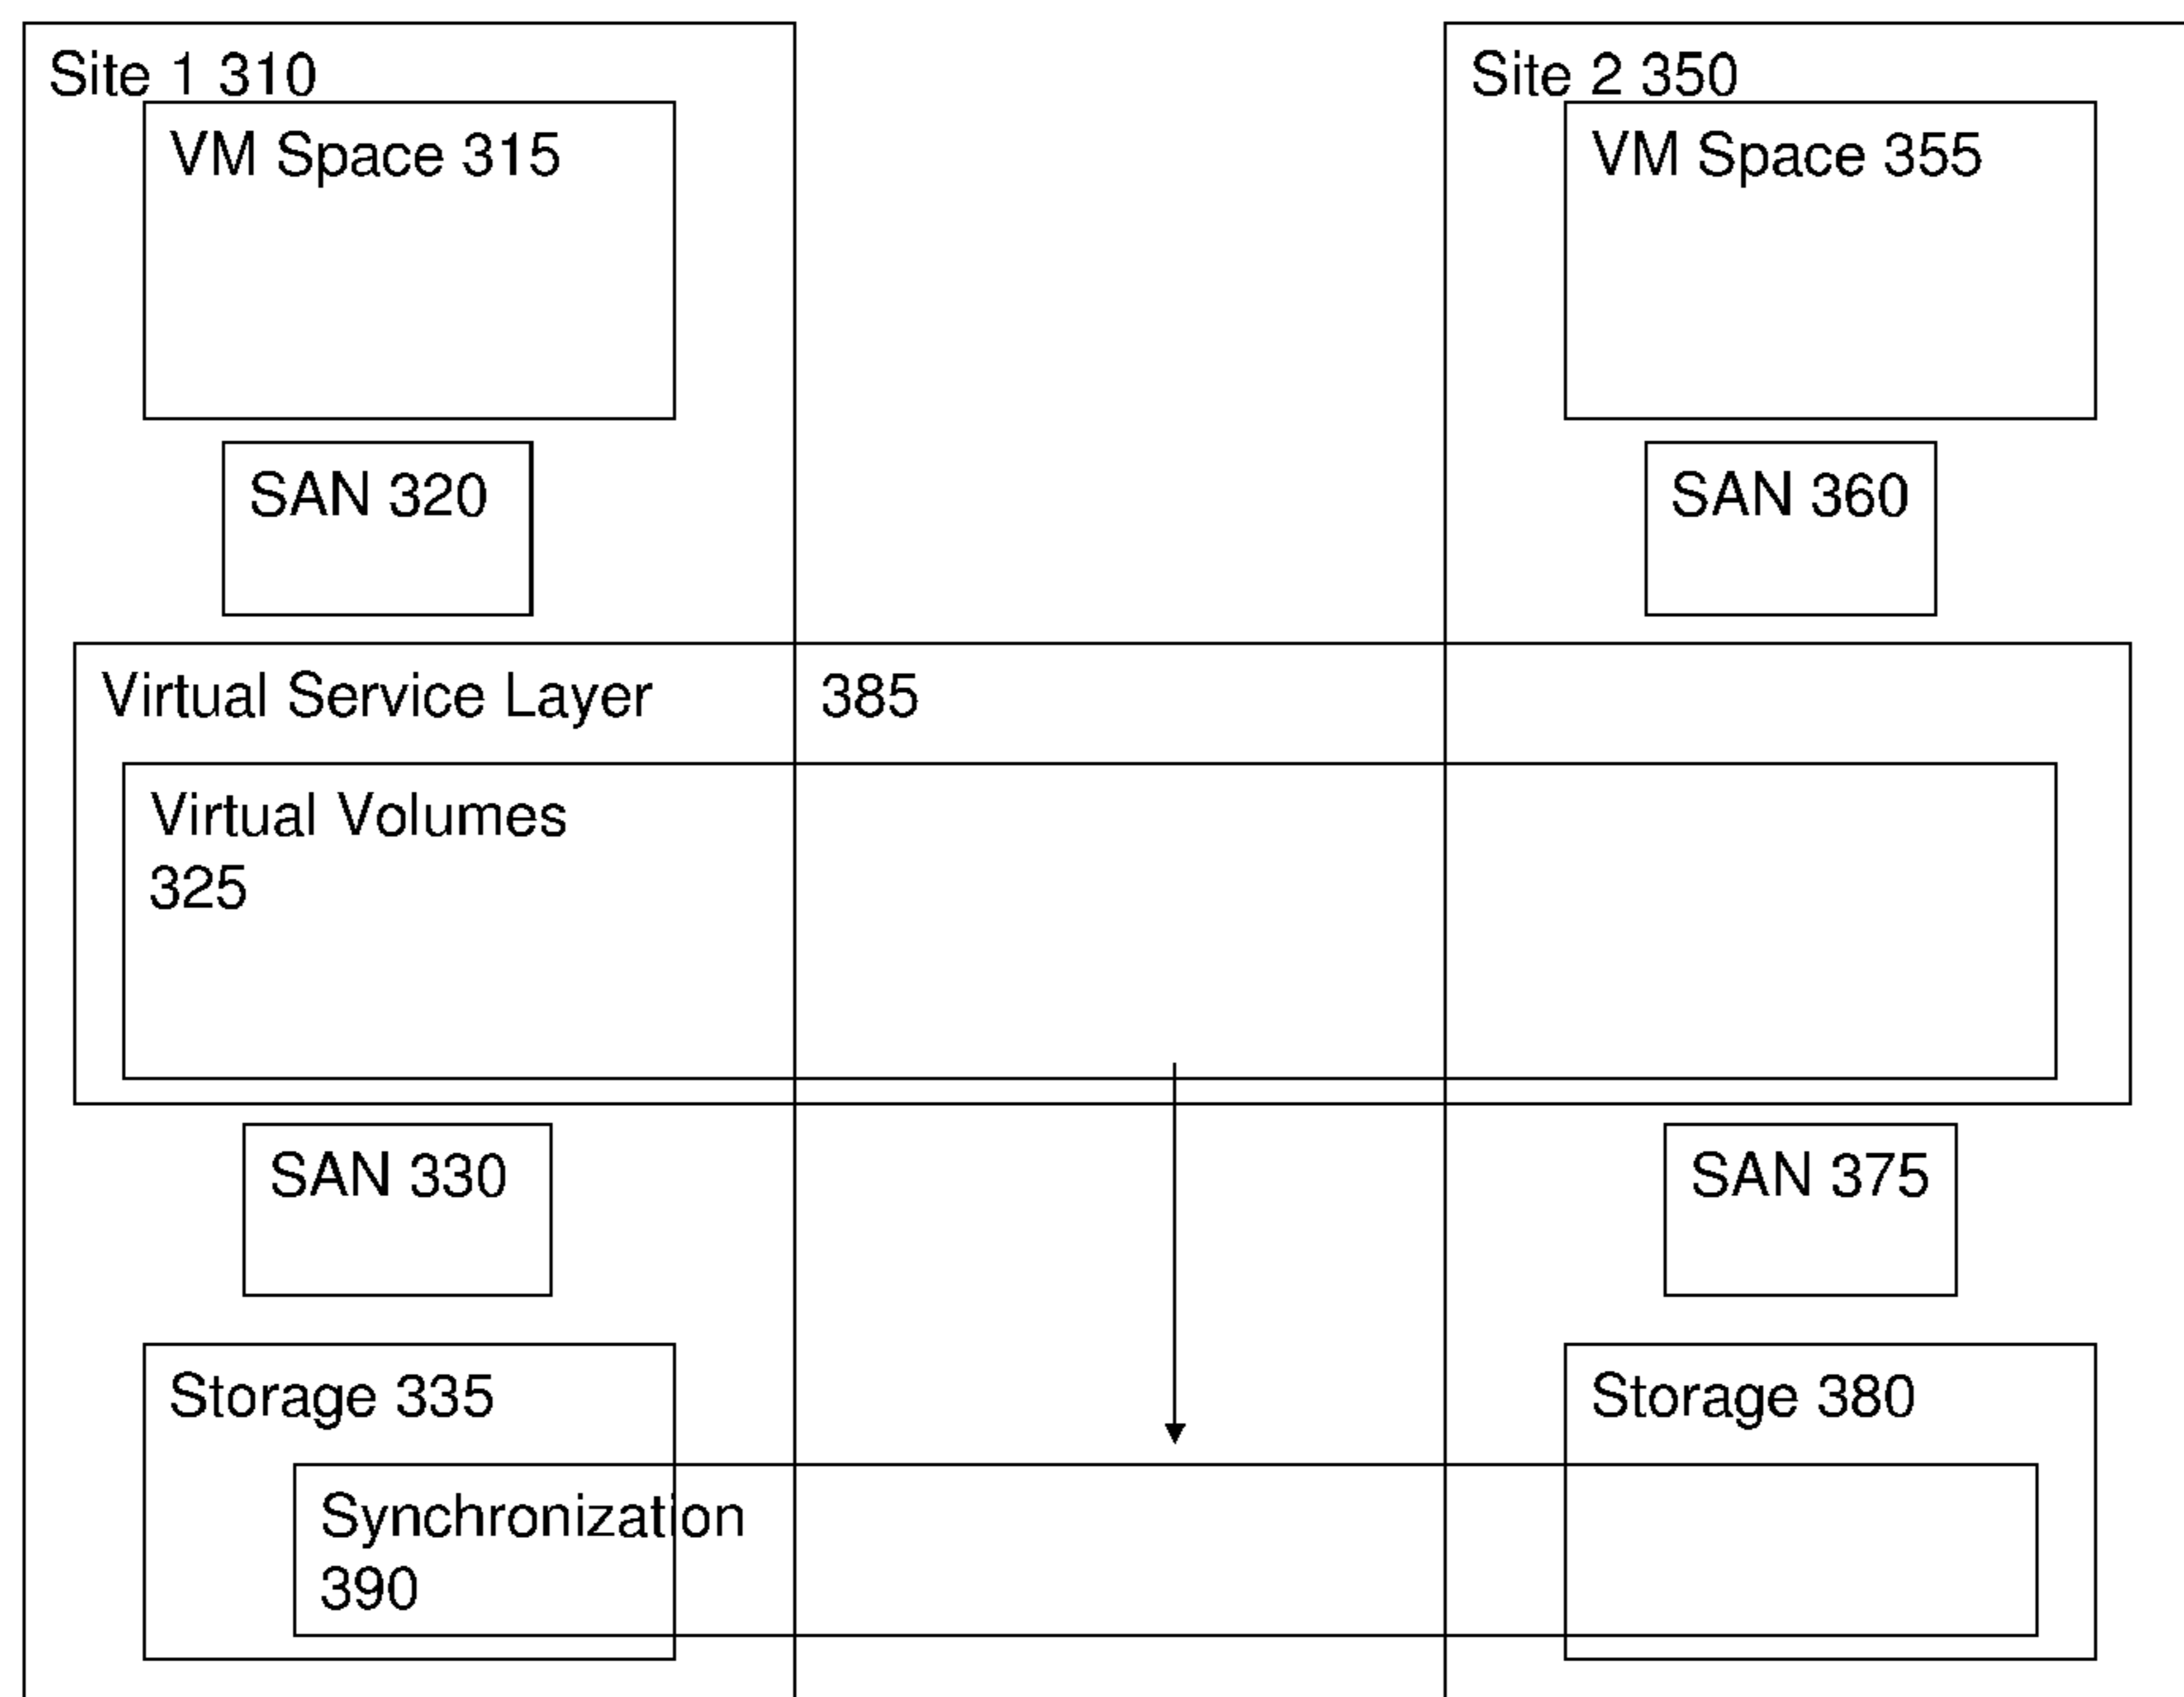 Site 1 310
Site 2 350
VM Space 315
VM Space 355
SAN 320
SAN 360
Virtual Service Layer 385
Virtual Volumes
325
SAN 330
SAN 375
Storage 335
Storage 380
Synchronization
390